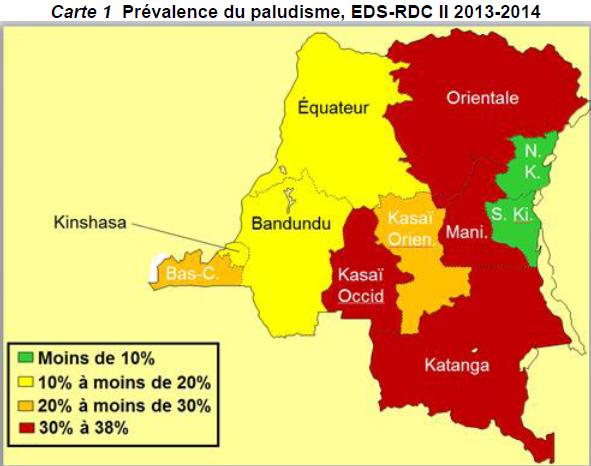 Carte 1 Prévalence du paludisme, EDS-RDC II 2013-2014
Équateur
Orientale
N.
K.
Kinshasa
Bandundu
Kasaï
Orien.
S. Ki.
Mani.
Bas-C.
Kasaï
Occid
Katanga
Moins de 10%
10% à moins de 20%
20% à moins de 30%
30% à 38%